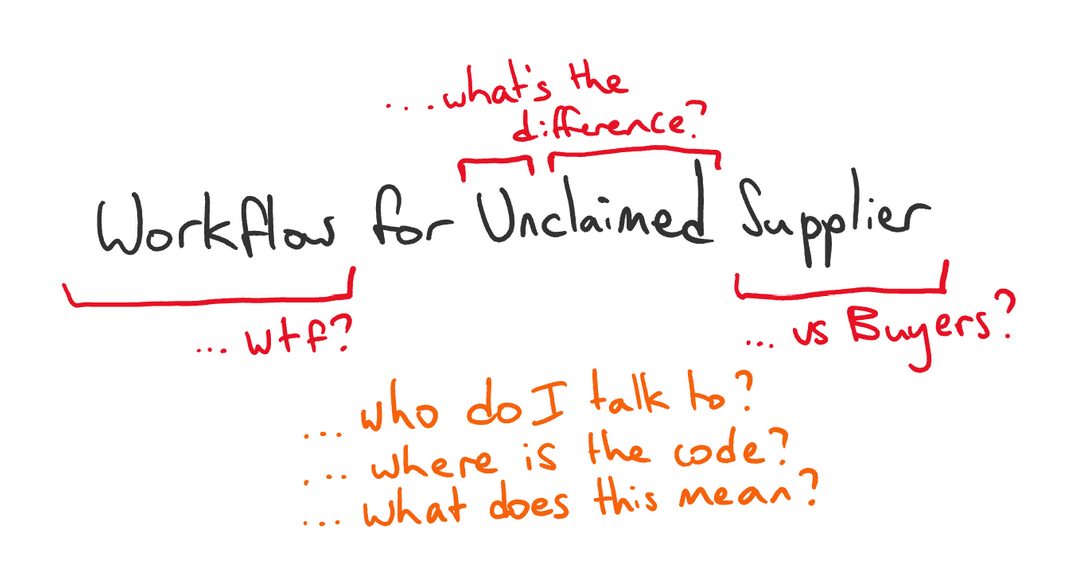 ...what's the
difference?
Workflow for Unclaimed Supplier
...wtf?
... vs Buyers?
...who do I talk to?
... where is the code?
... what does this mean?